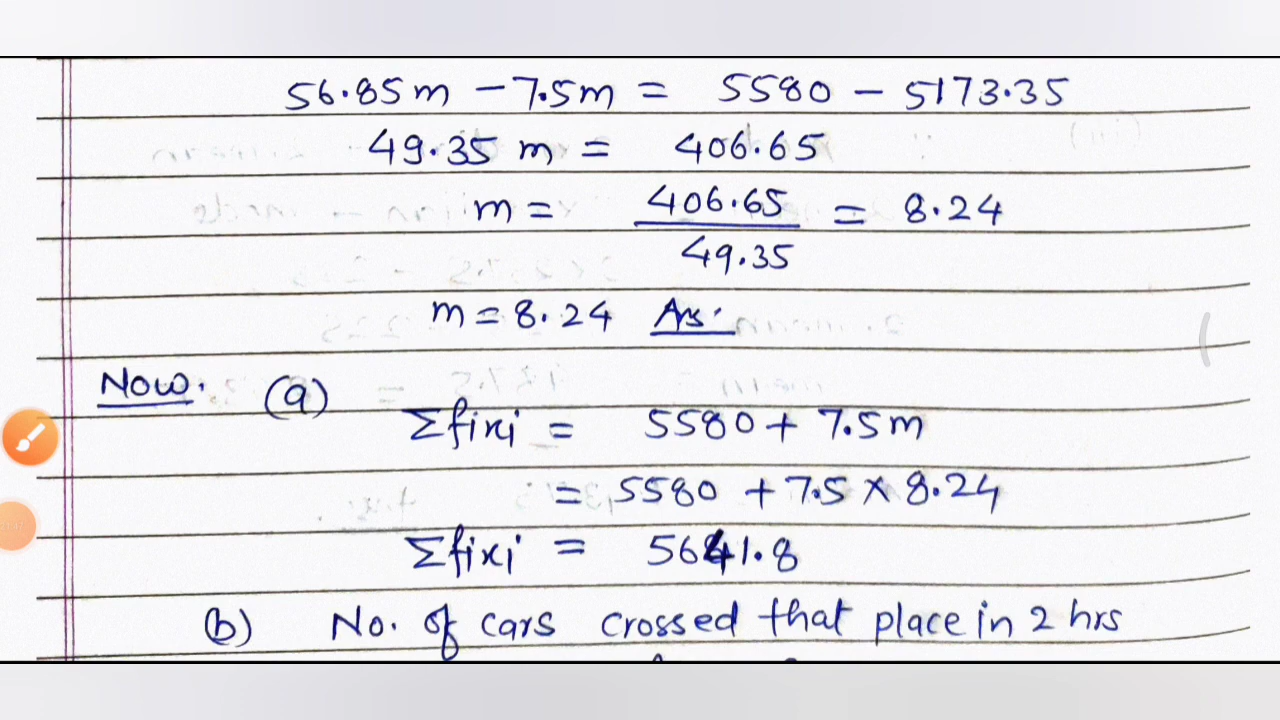 56.85m - 7.5m = 5580 - 5173.35
49.35 m = 406.65
m = 406.65 / 49.35 = 8.24
m = 8.24 Ans.
Now. (a) Σfixi = 5580 + 7.5m
= 5580 + 7.5 × 8.24
Σfixi = 5641.8
(b) No. of cars crossed that place in 2 hrs